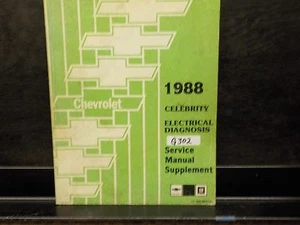 1988
CELEBRITY
Chevrolet
ELECTRICAL
DIAGNOSIS
G302
Service
Manual
Supplement